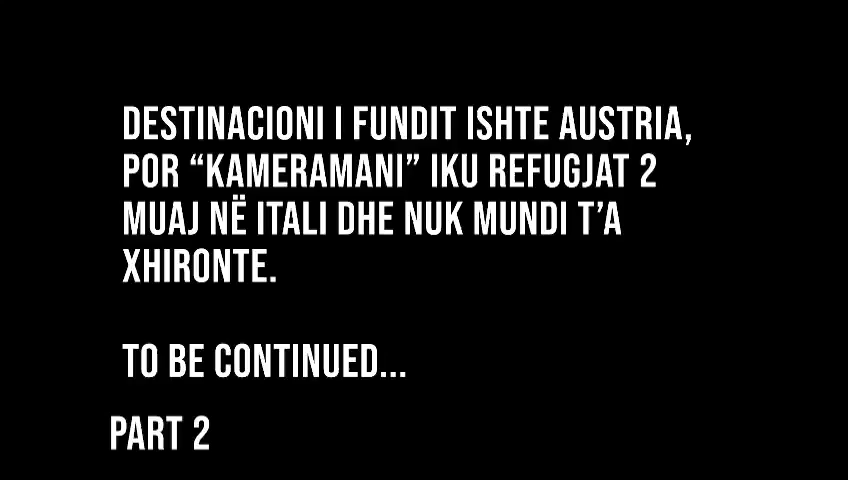 DESTINACIONI I FUNDIT ISHTE AUSTRIA,
POR “KAMERAMANI” IKU REFUGJAT 2
MUAJ NË ITALI DHE NUK MUNDI T’A
XHIRONTE.
TO BE CONTINUED...
PART 2